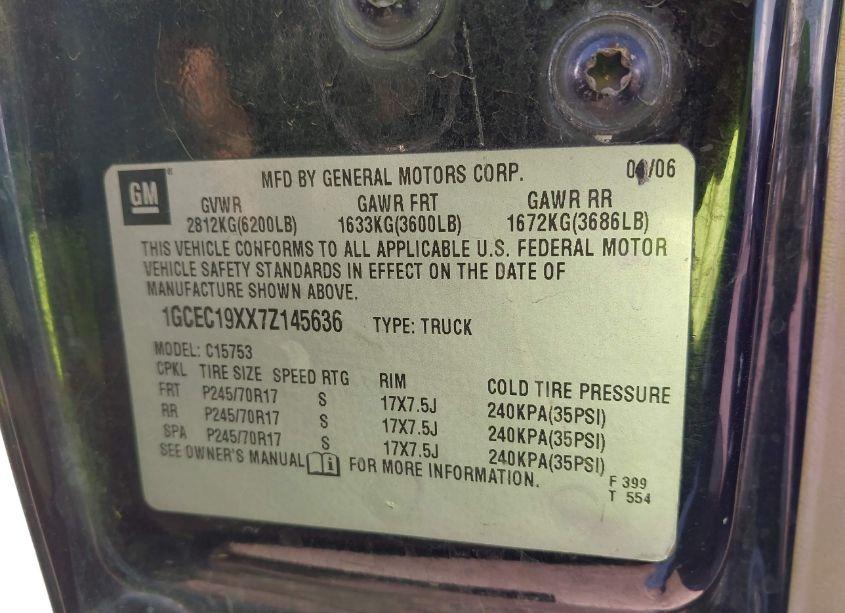 GM
MFD BY GENERAL MOTORS CORP.
GVWR GAWR FRT GAWR RR
2812KG(6200LB) 1633KG(3600LB) 1672KG(3686LB)
THIS VEHICLE CONFORMS TO ALL APPLICABLE U.S. FEDERAL MOTOR
VEHICLE SAFETY STANDARDS IN EFFECT ON THE DATE OF
MANUFACTURE SHOWN ABOVE.
1GCEC19XX7Z145636 TYPE: TRUCK
MODEL: C15753
CPKL TIRE SIZE SPEED RTG RIM COLD TIRE PRESSURE
FRT P245/70R17 S 17X7.5J 240KPA(35PSI)
RR P245/70R17 S 17X7.5J 240KPA(35PSI)
SPA P245/70R17 S 17X7.5J 240KPA(35PSI)
SEE OWNER'S MANUAL i FOR MORE INFORMATION.
F 399
T 554